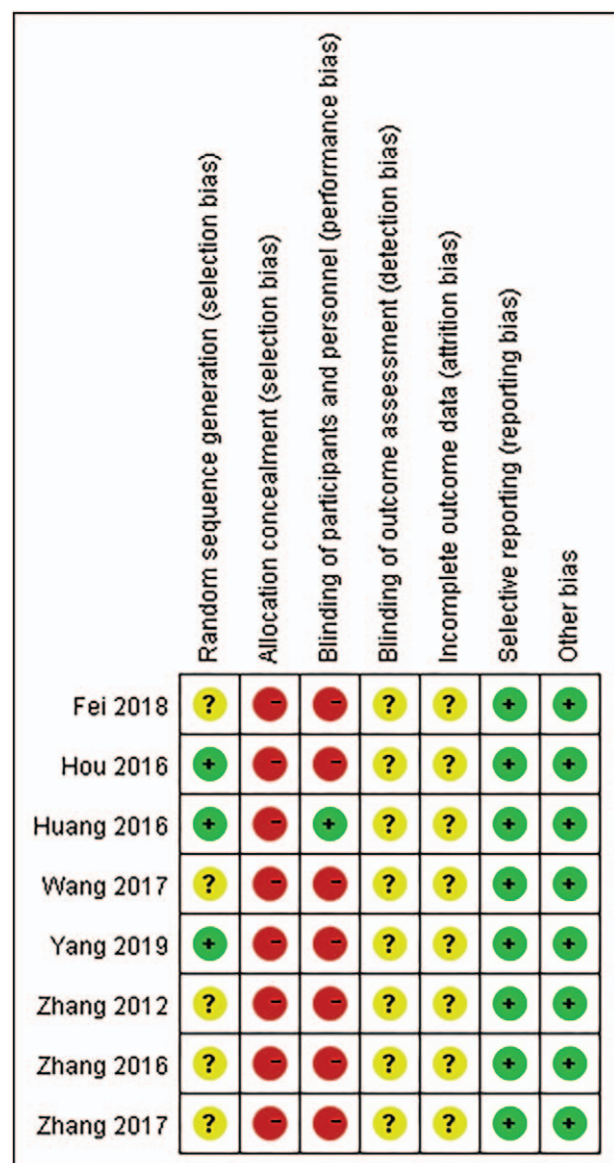 Random sequence generation (selection bias)
Allocation concealment (selection bias)
Blinding of participants and personnel (performance bias)
Blinding of outcome assessment (detection bias)
Incomplete outcome data (attrition bias)
Selective reporting (reporting bias)
Other bias
Fei 2018 ? - - ? ? + +
Hou 2016 + - - ? ? + +
Huang 2016 + - + ? ? + +
Wang 2017 ? - - ? ? + +
Yang 2019 + - - ? ? + +
Zhang 2012 ? - - ? ? + +
Zhang 2016 ? - - ? ? + +
Zhang 2017 ? - - ? ? + +